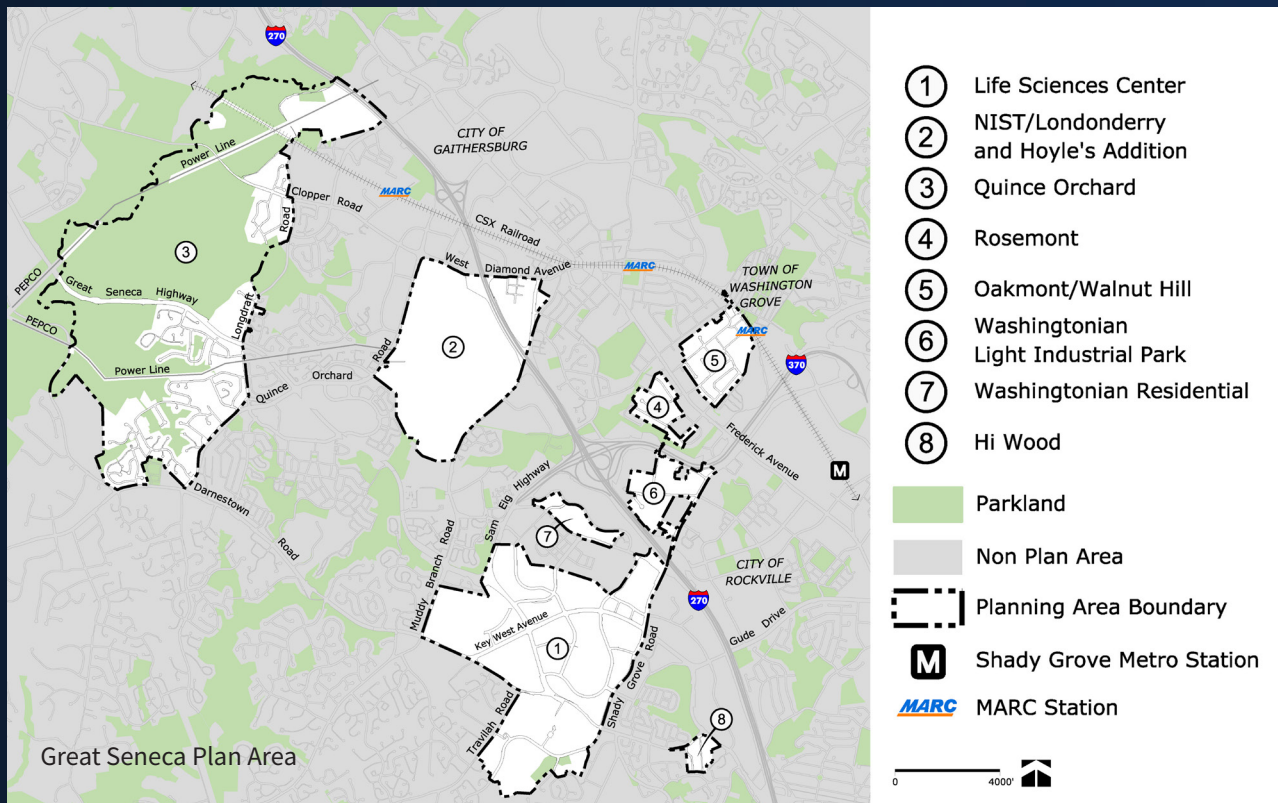 270
CITY OF
GAITHERSBURG
Power Line
MARC
Clopper Road
Road
CSX Railroad
3
West Diamond Avenue
MARC
TOWN OF
WASHINGTON
GROVE
PEPCO
Great Seneca Highway
Longdraft
MARC
PEPCO
2
5
370
Power Line
Road
Quince Orchard
4
Frederick Avenue
M
Sam Eig Highway
6
Darnestown
Road
7
Muddy Branch Road
CITY OF
ROCKVILLE
270
Gude Drive
Key West Avenue
1
Shady Grove Road
Travilah Road
8
Great Seneca Plan Area
1 Life Sciences Center
2 NIST/Londonderry
and Hoyle's Addition
3 Quince Orchard
4 Rosemont
5 Oakmont/Walnut Hill
6 Washingtonian
Light Industrial Park
7 Washingtonian Residential
8 Hi Wood
Parkland
Non Plan Area
Planning Area Boundary
M Shady Grove Metro Station
MARC MARC Station
0 4000'